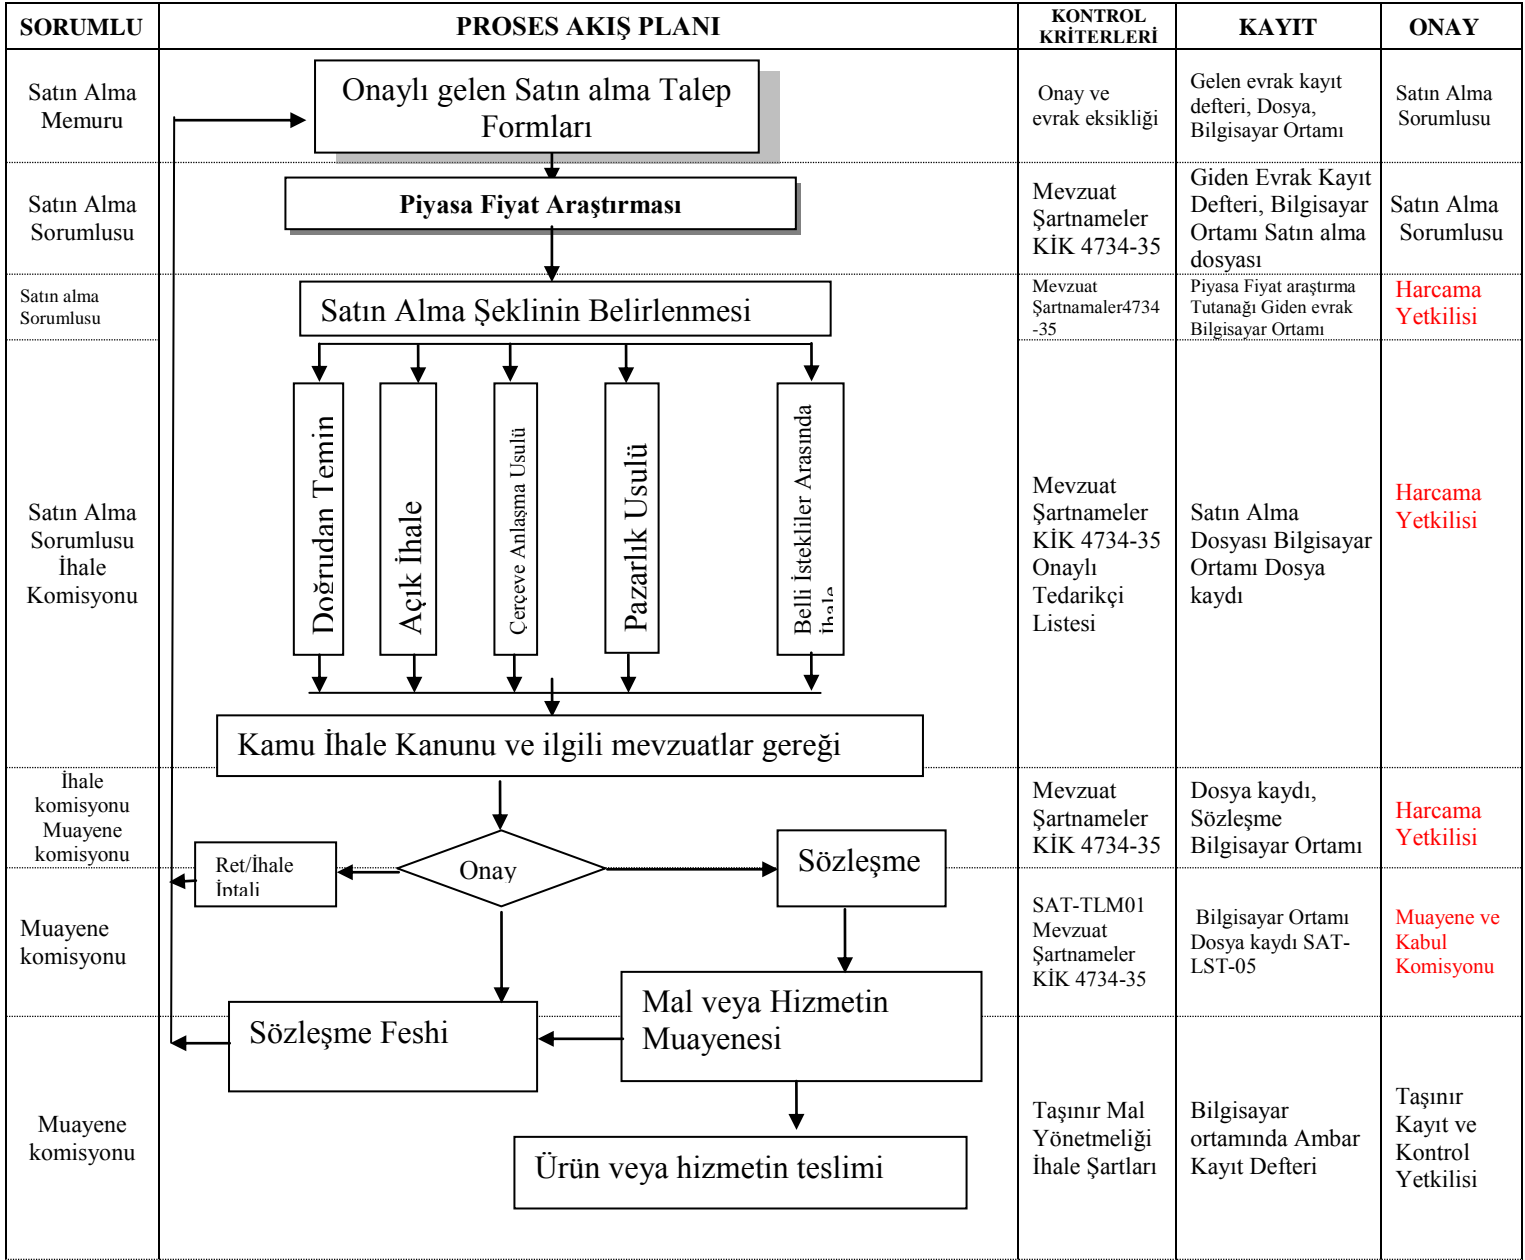 SORUMLU
PROSES AKIŞ PLANI
KONTROL
KRİTERLERİ
KAYIT
ONAY
Satın Alma
Memuru
Onaylı gelen Satın alma Talep
Formları
Onay ve
evrak eksikliği
Gelen evrak kayıt
defteri, Dosya,
Bilgisayar Ortamı
Satın Alma
Sorumlusu
Satın Alma
Sorumlusu
Piyasa Fiyat Araştırması
Mevzuat
Şartnameler
KİK 4734-35
Giden Evrak Kayıt
Defteri, Bilgisayar
Ortamı Satın alma
dosyası
Satın Alma
Sorumlusu
Satın alma
Sorumlusu
Satın Alma Şeklinin Belirlenmesi
Mevzuat
Şartnamaler4734
-35
Piyasa Fiyat araştırma
Tutanağı Giden evrak
Bilgisayar Ortamı
Harcama
Yetkilisi
Satın Alma
Sorumlusu
İhale
Komisyonu
Doğrudan Temin
Açık İhale
Çerçeve Anlaşma Usulü
Pazarlık Usulü
Belli İstekliler Arasında
İhale
Kamu İhale Kanunu ve ilgili mevzuatlar gereği
Mevzuat
Şartnameler
KİK 4734-35
Onaylı
Tedarikçi
Listesi
Satın Alma
Dosyası Bilgisayar
Ortamı Dosya
kaydı
Harcama
Yetkilisi
İhale
komisyonu
Muayene
komisyonu
Ret/İhale
İptali
Onay
Sözleşme
Mevzuat
Şartnameler
KİK 4734-35
Dosya kaydı,
Sözleşme
Bilgisayar Ortamı
Harcama
Yetkilisi
Muayene
komisyonu
Sözleşme Feshi
Mal veya Hizmetin
Muayenesi
SAT-TLM01
Mevzuat
Şartnameler
KİK 4734-35
Bilgisayar Ortamı
Dosya kaydı SAT-
LST-05
Muayene ve
Kabul
Komisyonu
Muayene
komisyonu
Ürün veya hizmetin teslimi
Taşınır Mal
Yönetmeliği
İhale Şartları
Bilgisayar
ortamında Ambar
Kayıt Defteri
Taşınır
Kayıt ve
Kontrol
Yetkilisi